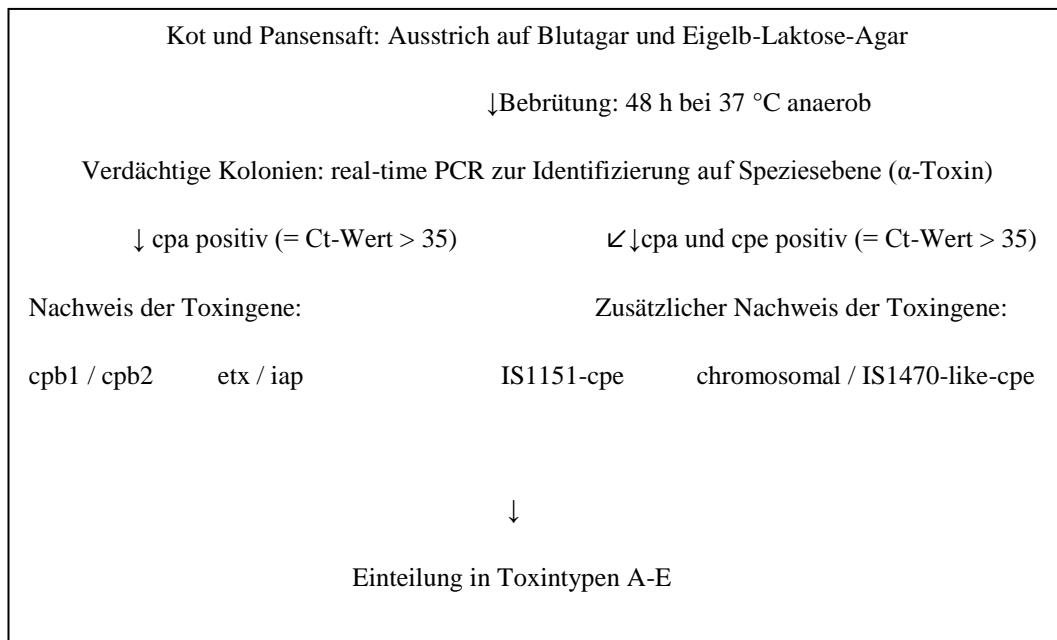 Kot und Pansensaft: Ausstrich auf Blutagar und Eigelb-Laktose-Agar
↓Bebrütung: 48 h bei 37 °C anaerob
Verdächtige Kolonien: real-time PCR zur Identifizierung auf Speziesebene (α-Toxin)
↓ cpa positiv (= Ct-Wert > 35) ↙↓cpa und cpe positiv (= Ct-Wert > 35)
Nachweis der Toxingene: Zusätzlicher Nachweis der Toxingene:
cpb1 / cpb2 etx / iap IS1151-cpe chromosomal / IS1470-like-cpe
↓
Einteilung in Toxintypen A-E